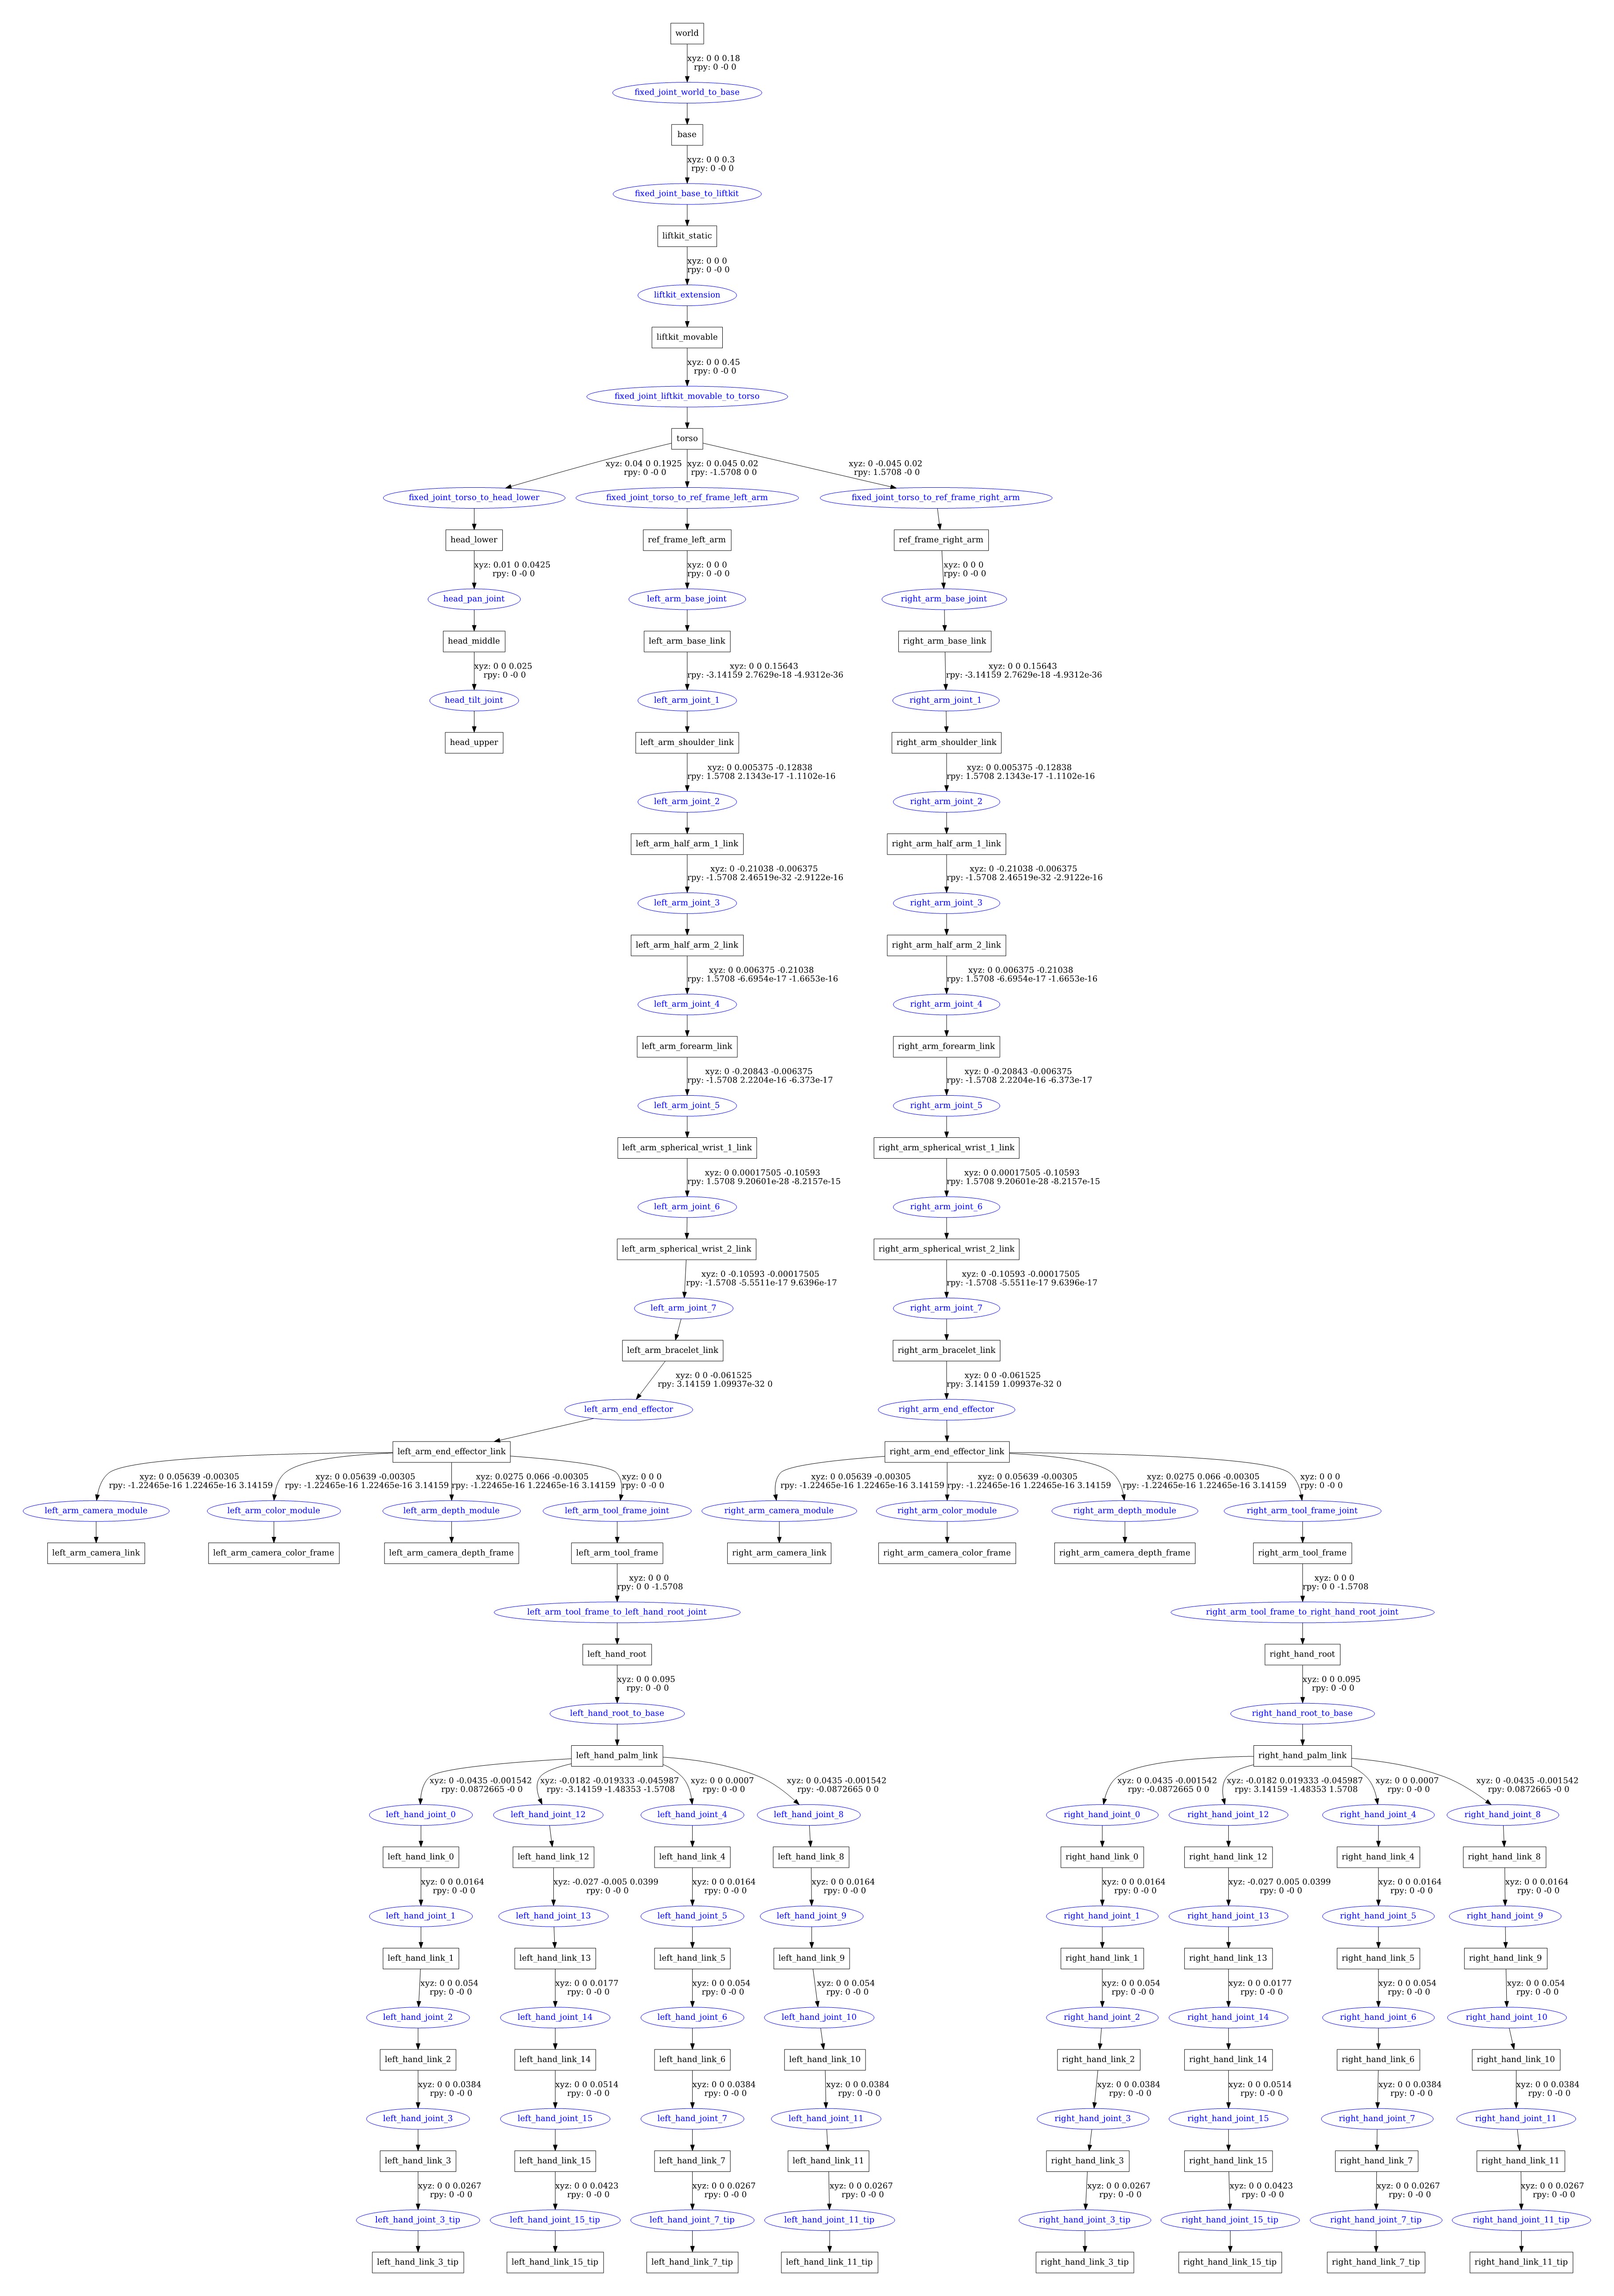 world
xyz: 0 0 0.18
rpy: 0 -0 0
fixed_joint_world_to_base
base
xyz: 0 0 0.3
rpy: 0 -0 0
fixed_joint_base_to_liftkit
liftkit_static
xyz: 0 0 0
rpy: 0 -0 0
liftkit_extension
liftkit_movable
xyz: 0 0 0.45
rpy: 0 -0 0
fixed_joint_liftkit_movable_to_torso
torso
xyz: 0.04 0 0.1925 xyz: 0 0.045 0.02 xyz: 0 -0.045 0.02
rpy: 0 -0 0 rpy: -1.5708 0 0 rpy: 1.5708 -0 0
fixed_joint_torso_to_head_lower fixed_joint_torso_to_ref_frame_left_arm fixed_joint_torso_to_ref_frame_right_arm
head_lower ref_frame_left_arm ref_frame_right_arm
xyz: 0.01 0 0.0425 xyz: 0 0 0 xyz: 0 0 0
rpy: 0 -0 0 rpy: 0 -0 0 rpy: 0 -0 0
head_pan_joint left_arm_base_joint right_arm_base_joint
head_middle left_arm_base_link right_arm_base_link
xyz: 0 0 0.025 xyz: 0 0 0.15643 xyz: 0 0 0.15643
rpy: 0 -0 0 rpy: -3.14159 2.7629e-18 -4.9312e-36 rpy: -3.14159 2.7629e-18 -4.9312e-36
head_tilt_joint left_arm_joint_1 right_arm_joint_1
head_upper left_arm_shoulder_link right_arm_shoulder_link
xyz: 0 0.005375 -0.12838 xyz: 0 0.005375 -0.12838
rpy: 1.5708 2.1343e-17 -1.1102e-16 rpy: 1.5708 2.1343e-17 -1.1102e-16
left_arm_joint_2 right_arm_joint_2
left_arm_half_arm_1_link right_arm_half_arm_1_link
xyz: 0 -0.21038 -0.006375 xyz: 0 -0.21038 -0.006375
rpy: -1.5708 2.46519e-32 -2.9122e-16 rpy: -1.5708 2.46519e-32 -2.9122e-16
left_arm_joint_3 right_arm_joint_3
left_arm_half_arm_2_link right_arm_half_arm_2_link
xyz: 0 0.006375 -0.21038 xyz: 0 0.006375 -0.21038
rpy: 1.5708 -6.6954e-17 -1.6653e-16 rpy: 1.5708 -6.6954e-17 -1.6653e-16
left_arm_joint_4 right_arm_joint_4
left_arm_forearm_link right_arm_forearm_link
xyz: 0 -0.20843 -0.006375 xyz: 0 -0.20843 -0.006375
rpy: -1.5708 2.2204e-16 -6.373e-17 rpy: -1.5708 2.2204e-16 -6.373e-17
left_arm_joint_5 right_arm_joint_5
left_arm_spherical_wrist_1_link right_arm_spherical_wrist_1_link
xyz: 0 0.00017505 -0.10593 xyz: 0 0.00017505 -0.10593
rpy: 1.5708 9.20601e-28 -8.2157e-15 rpy: 1.5708 9.20601e-28 -8.2157e-15
left_arm_joint_6 right_arm_joint_6
left_arm_spherical_wrist_2_link right_arm_spherical_wrist_2_link
xyz: 0 -0.10593 -0.00017505 xyz: 0 -0.10593 -0.00017505
rpy: -1.5708 -5.5511e-17 9.6396e-17 rpy: -1.5708 -5.5511e-17 9.6396e-17
left_arm_joint_7 right_arm_joint_7
left_arm_bracelet_link right_arm_bracelet_link
xyz: 0 0 -0.061525 xyz: 0 0 -0.061525
rpy: 3.14159 1.09937e-32 0 rpy: 3.14159 1.09937e-32 0
left_arm_end_effector right_arm_end_effector
left_arm_end_effector_link right_arm_end_effector_link
xyz: 0 0.05639 -0.00305 xyz: 0 0.05639 -0.00305 xyz: 0.0275 0.066 -0.00305 xyz: 0 0 0 xyz: 0 0.05639 -0.00305 xyz: 0 0.05639 -0.00305 xyz: 0.0275 0.066 -0.00305 xyz: 0 0 0
rpy: -1.22465e-16 1.22465e-16 3.14159 rpy: -1.22465e-16 1.22465e-16 3.14159 rpy: -1.22465e-16 1.22465e-16 3.14159 rpy: 0 -0 0 rpy: -1.22465e-16 1.22465e-16 3.14159 rpy: -1.22465e-16 1.22465e-16 3.14159 rpy: -1.22465e-16 1.22465e-16 3.14159 rpy: 0 -0 0
left_arm_camera_module left_arm_color_module left_arm_depth_module left_arm_tool_frame_joint right_arm_camera_module right_arm_color_module right_arm_depth_module right_arm_tool_frame_joint
left_arm_camera_link left_arm_camera_color_frame left_arm_camera_depth_frame left_arm_tool_frame right_arm_camera_link right_arm_camera_color_frame right_arm_camera_depth_frame right_arm_tool_frame
xyz: 0 0 0 xyz: 0 0 0
rpy: 0 0 -1.5708 rpy: 0 0 -1.5708
left_arm_tool_frame_to_left_hand_root_joint right_arm_tool_frame_to_right_hand_root_joint
left_hand_root right_hand_root
xyz: 0 0 0.095 xyz: 0 0 0.095
rpy: 0 -0 0 rpy: 0 -0 0
left_hand_root_to_base right_hand_root_to_base
left_hand_palm_link right_hand_palm_link
xyz: 0 -0.0435 -0.001542 xyz: -0.0182 -0.019333 -0.045987 xyz: 0 0 0.0007 xyz: 0 0.0435 -0.001542 xyz: 0 0.0435 -0.001542 xyz: -0.0182 0.019333 -0.045987 xyz: 0 0 0.0007 xyz: 0 -0.0435 -0.001542
rpy: 0.0872665 -0 0 rpy: -3.14159 -1.48353 -1.5708 rpy: 0 -0 0 rpy: -0.0872665 0 0 rpy: -0.0872665 0 0 rpy: 3.14159 -1.48353 1.5708 rpy: 0 -0 0 rpy: 0.0872665 -0 0
left_hand_joint_0 left_hand_joint_12 left_hand_joint_4 left_hand_joint_8 right_hand_joint_0 right_hand_joint_12 right_hand_joint_4 right_hand_joint_8
left_hand_link_0 left_hand_link_12 left_hand_link_4 left_hand_link_8 right_hand_link_0 right_hand_link_12 right_hand_link_4 right_hand_link_8
xyz: 0 0 0.0164 xyz: -0.027 -0.005 0.0399 xyz: 0 0 0.0164 xyz: 0 0 0.0164 xyz: 0 0 0.0164 xyz: -0.027 0.005 0.0399 xyz: 0 0 0.0164 xyz: 0 0 0.0164
rpy: 0 -0 0 rpy: 0 -0 0 rpy: 0 -0 0 rpy: 0 -0 0 rpy: 0 -0 0 rpy: 0 -0 0 rpy: 0 -0 0 rpy: 0 -0 0
left_hand_joint_1 left_hand_joint_13 left_hand_joint_5 left_hand_joint_9 right_hand_joint_1 right_hand_joint_13 right_hand_joint_5 right_hand_joint_9
left_hand_link_1 left_hand_link_13 left_hand_link_5 left_hand_link_9 right_hand_link_1 right_hand_link_13 right_hand_link_5 right_hand_link_9
xyz: 0 0 0.054 xyz: 0 0 0.0177 xyz: 0 0 0.054 xyz: 0 0 0.054 xyz: 0 0 0.054 xyz: 0 0 0.0177 xyz: 0 0 0.054 xyz: 0 0 0.054
rpy: 0 -0 0 rpy: 0 -0 0 rpy: 0 -0 0 rpy: 0 -0 0 rpy: 0 -0 0 rpy: 0 -0 0 rpy: 0 -0 0 rpy: 0 -0 0
left_hand_joint_2 left_hand_joint_14 left_hand_joint_6 left_hand_joint_10 right_hand_joint_2 right_hand_joint_14 right_hand_joint_6 right_hand_joint_10
left_hand_link_2 left_hand_link_14 left_hand_link_6 left_hand_link_10 right_hand_link_2 right_hand_link_14 right_hand_link_6 right_hand_link_10
xyz: 0 0 0.0384 xyz: 0 0 0.0514 xyz: 0 0 0.0384 xyz: 0 0 0.0384 xyz: 0 0 0.0384 xyz: 0 0 0.0514 xyz: 0 0 0.0384 xyz: 0 0 0.0384
rpy: 0 -0 0 rpy: 0 -0 0 rpy: 0 -0 0 rpy: 0 -0 0 rpy: 0 -0 0 rpy: 0 -0 0 rpy: 0 -0 0 rpy: 0 -0 0
left_hand_joint_3 left_hand_joint_15 left_hand_joint_7 left_hand_joint_11 right_hand_joint_3 right_hand_joint_15 right_hand_joint_7 right_hand_joint_11
left_hand_link_3 left_hand_link_15 left_hand_link_7 left_hand_link_11 right_hand_link_3 right_hand_link_15 right_hand_link_7 right_hand_link_11
xyz: 0 0 0.0267 xyz: 0 0 0.0423 xyz: 0 0 0.0267 xyz: 0 0 0.0267 xyz: 0 0 0.0267 xyz: 0 0 0.0423 xyz: 0 0 0.0267 xyz: 0 0 0.0267
rpy: 0 -0 0 rpy: 0 -0 0 rpy: 0 -0 0 rpy: 0 -0 0 rpy: 0 -0 0 rpy: 0 -0 0 rpy: 0 -0 0 rpy: 0 -0 0
left_hand_joint_3_tip left_hand_joint_15_tip left_hand_joint_7_tip left_hand_joint_11_tip right_hand_joint_3_tip right_hand_joint_15_tip right_hand_joint_7_tip right_hand_joint_11_tip
left_hand_link_3_tip left_hand_link_15_tip left_hand_link_7_tip left_hand_link_11_tip right_hand_link_3_tip right_hand_link_15_tip right_hand_link_7_tip right_hand_link_11_tip